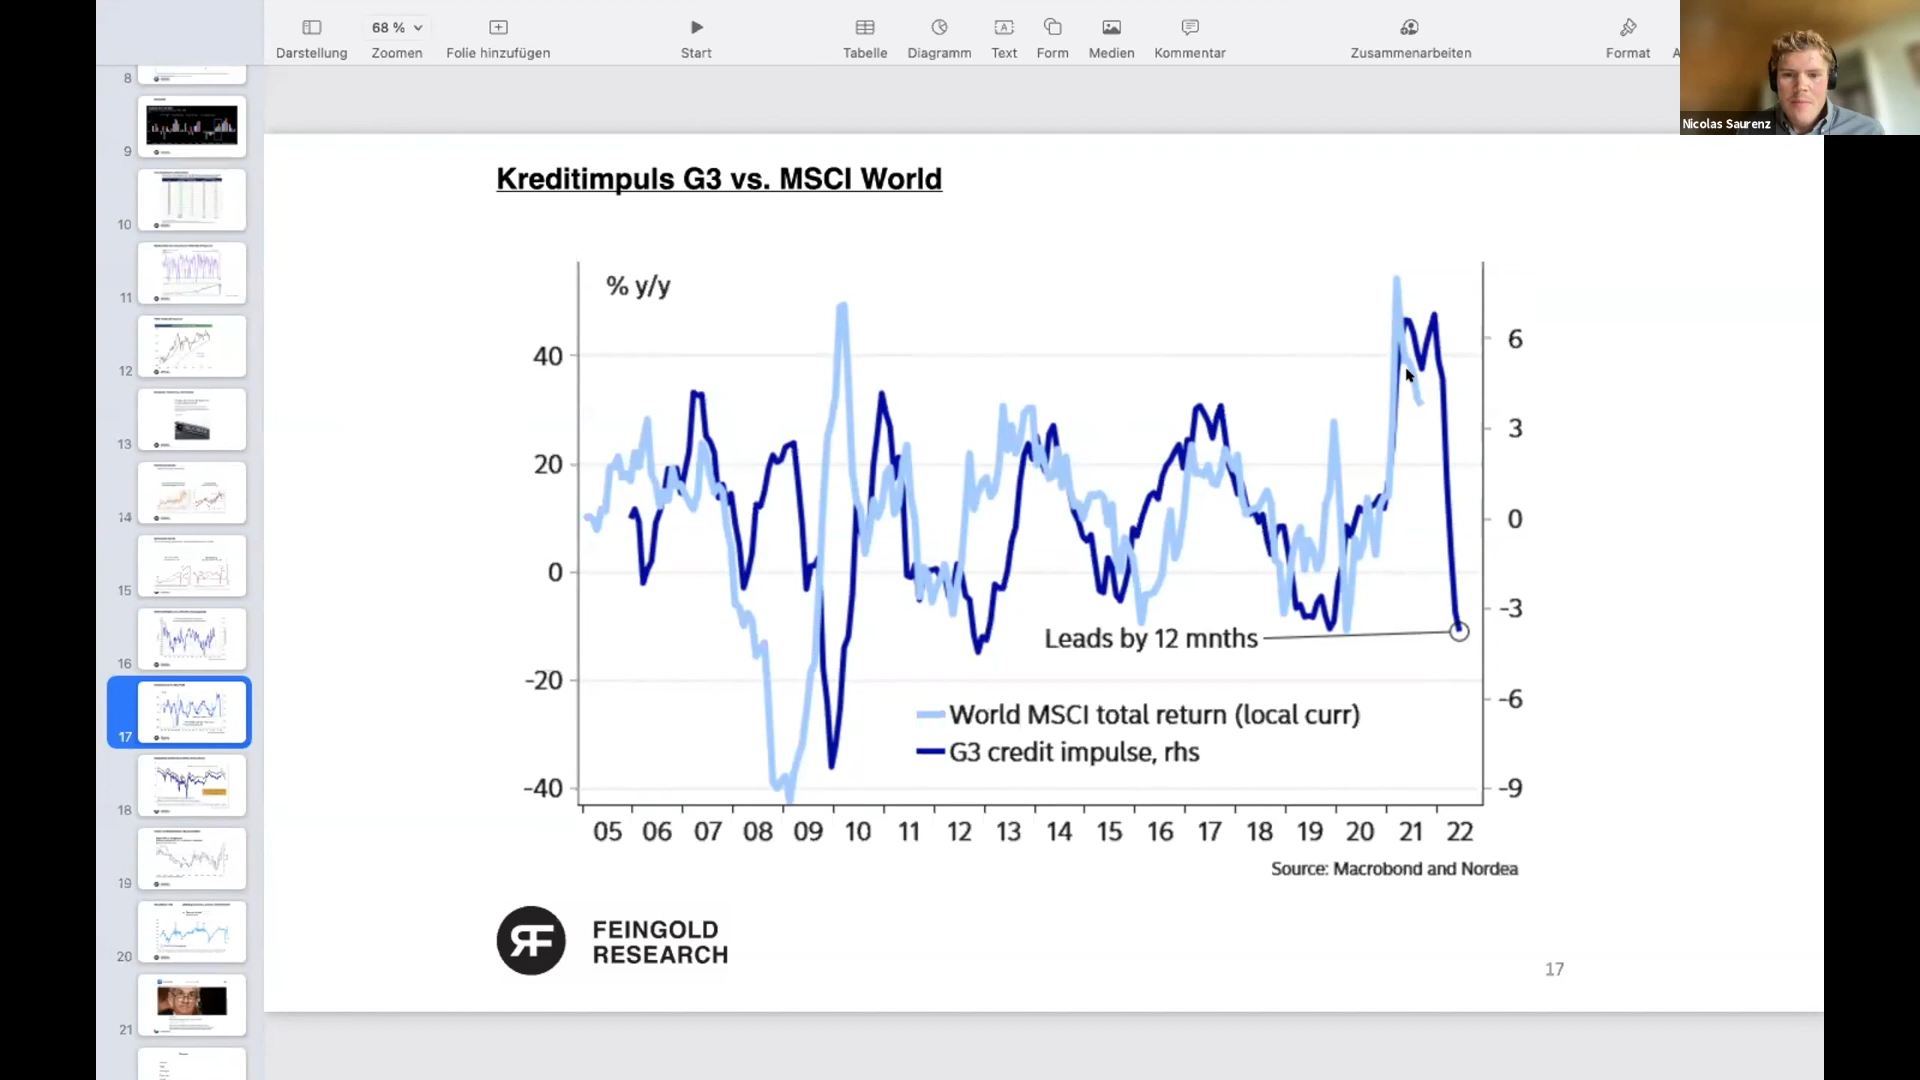 68 %
Darstellung
Zoomen
Folie hinzufügen
Start
Tabelle
Diagramm
Text
Form
Medien
Kommentar
Zusammenarbeiten
Format
A
Nicolas Saurenz
8
9
10
11
12
13
14
15
16
17
18
19
20
21
Kreditimpuls G3 vs. MSCI World
% y/y
40
20
0
-20
-40
6
3
0
-3
-6
-9
Leads by 12 mnths
World MSCI total return (local curr)
G3 credit impulse, rhs
05 06 07 08 09 10 11 12 13 14 15 16 17 18 19 20 21 22
Source: Macrobond and Nordea
RF
FEINGOLD
RESEARCH
17